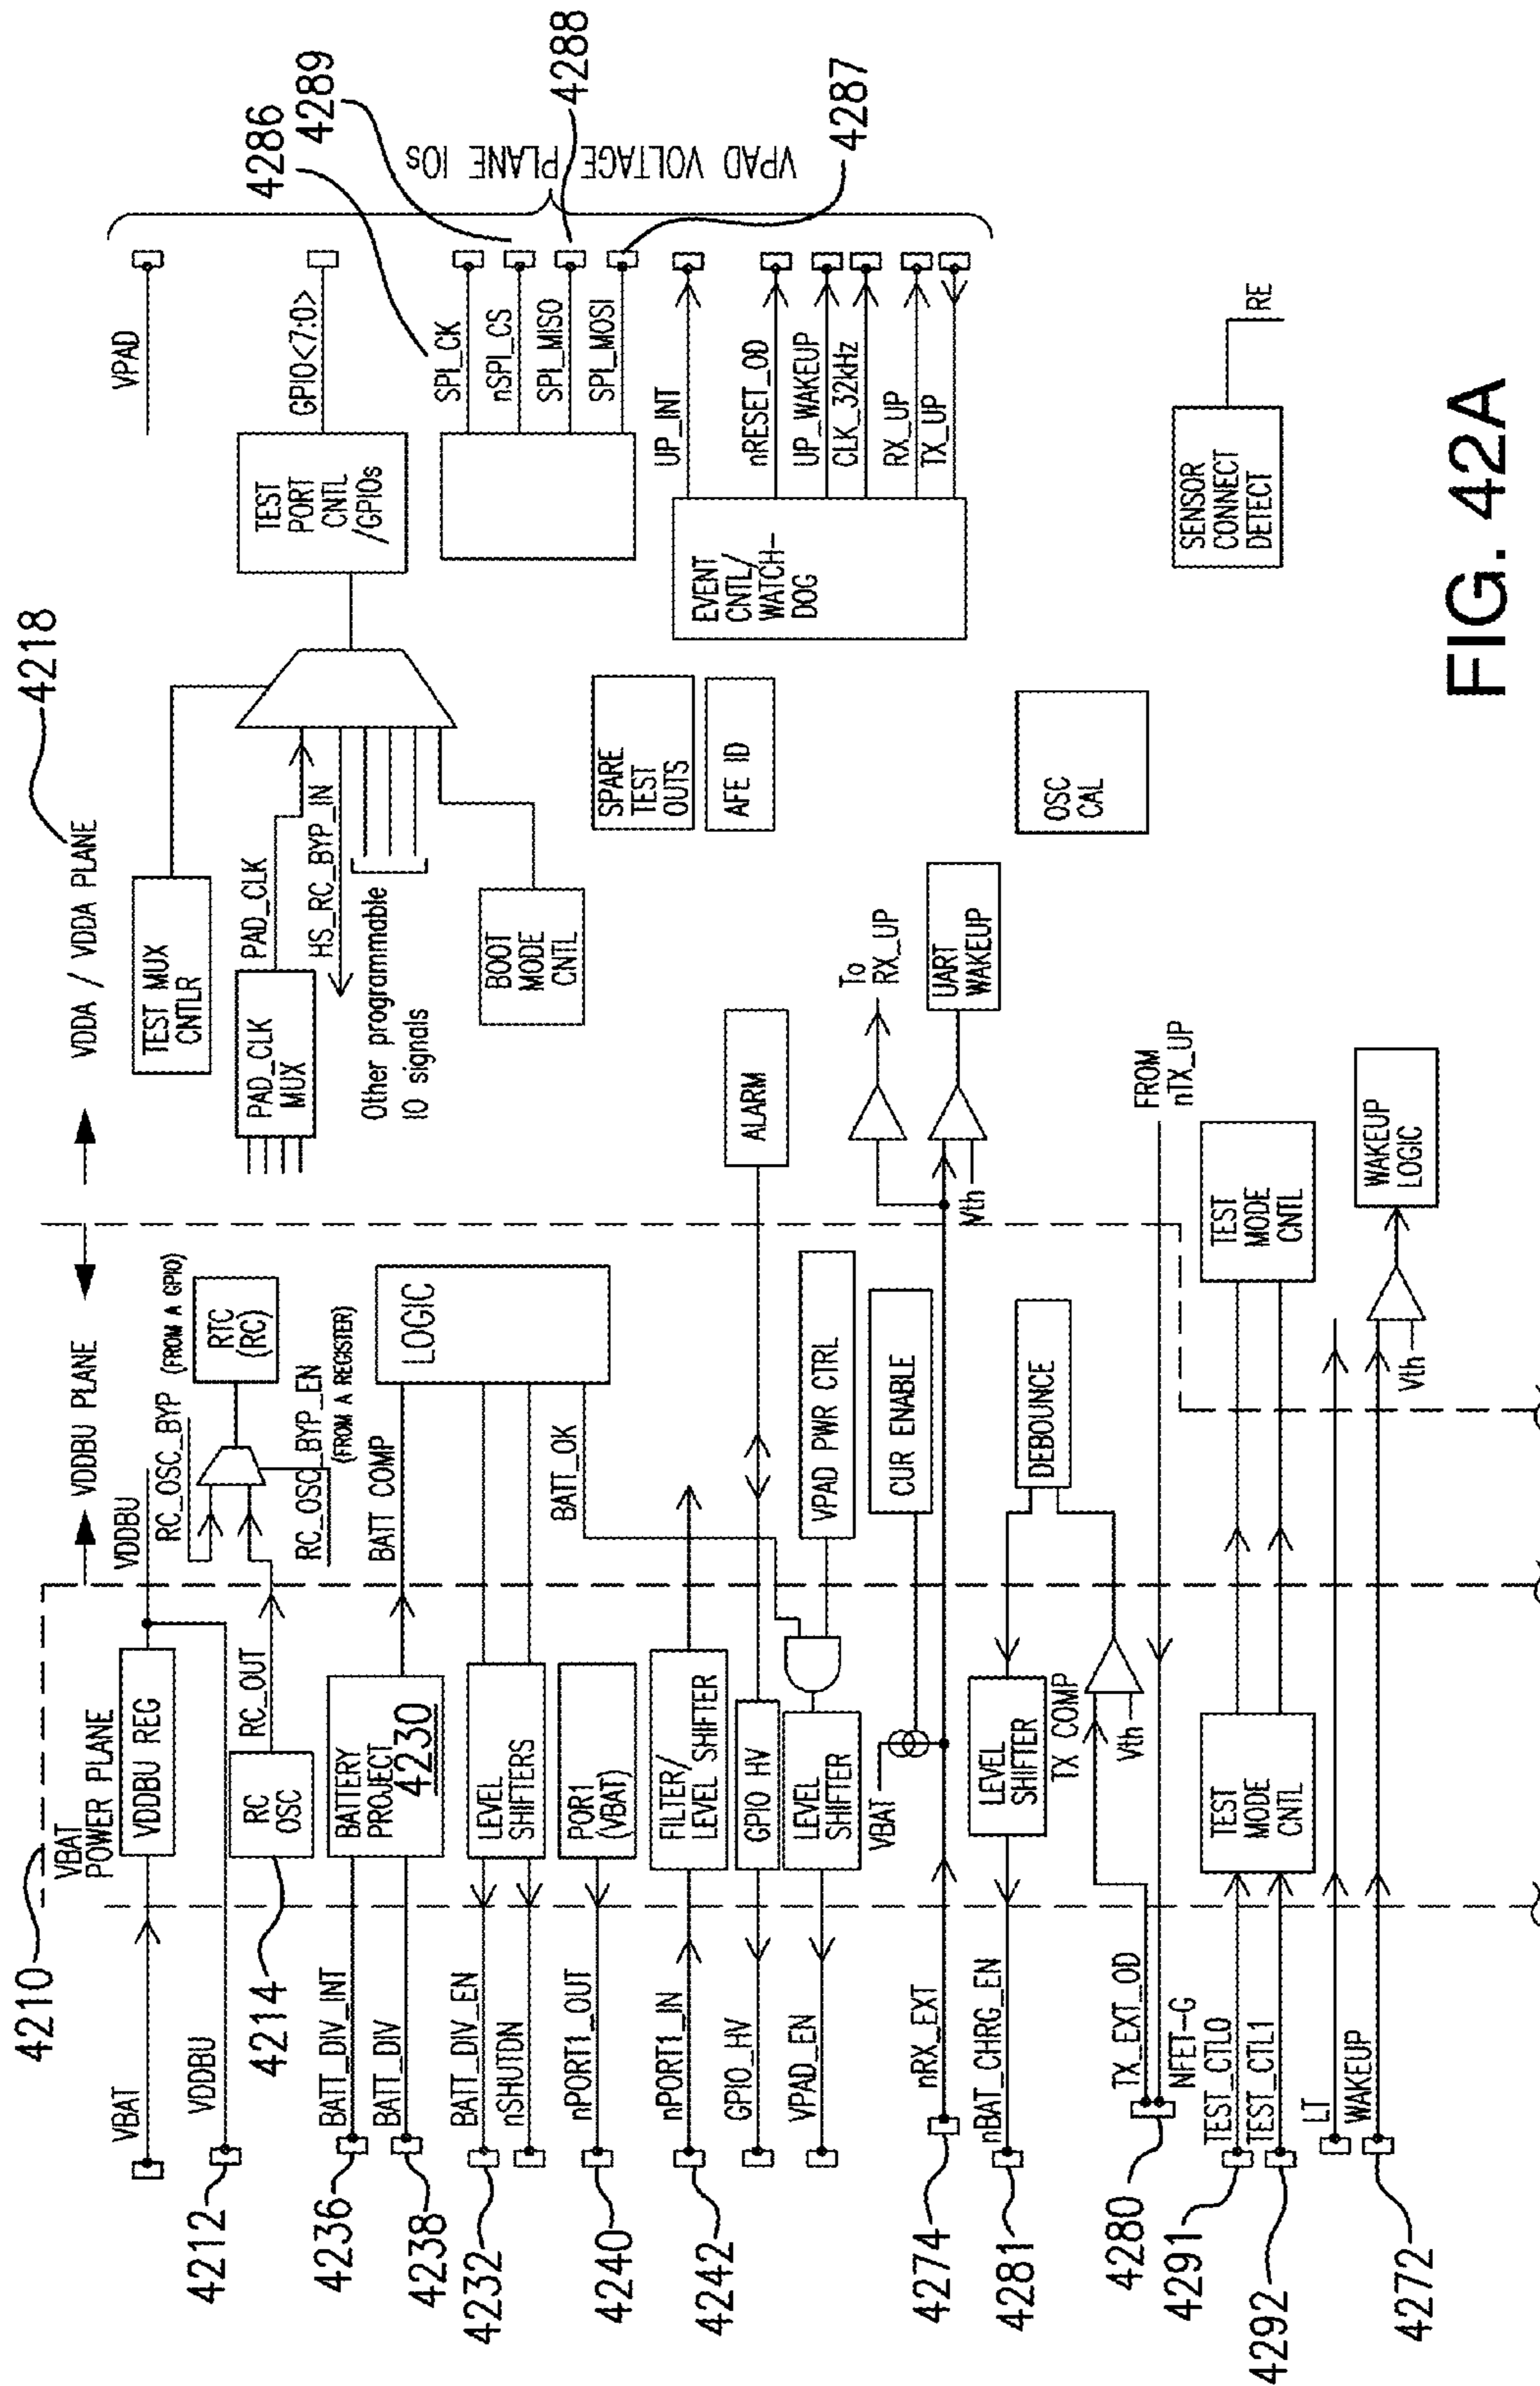 4210
VBAT
POWER PLANE
VDDBU PLANE
VDDA / VDDA PLANE
4218
VBAT
VDDBU REG
VDDBU
VDDBU
4212
4214
RC
OSC
RC_OUT
RC_OSC_BYP
(FROM A GPIO)
RTC
(RC)
RC_OSC_BYP_EN
(FROM A REGISTER)
BATT_DIV_INT
4236
BATT_DIV
4238
BATTERY
PROJECT
4230
BATT COMP
LOGIC
BATT_DIV_EN
4232
nSHUTDN
LEVEL
SHIFTERS
BATT_OK
nPORT1_OUT
4240
PORT1
(VBAT)
nPORT1_IN
4242
FILTER/
LEVEL SHIFTER
GPIO_HV
GPIO HV
ALARM
VPAD_EN
LEVEL
SHIFTER
VPAD PWR CTRL
VBAT
CUR ENABLE
nRX_EXT
4274
To
RX_UP
Vth
UART
WAKEUP
nBAT_CHRG_EN
4281
LEVEL
SHIFTER
DEBOUNCE
TX COMP
Vth
TX_EXT_OD
4280
NFET-G
FROM
nTX_UP
TEST_CTL0
4291
TEST_CTL1
4292
TEST
MODE
CNTL
TEST
MODE
CNTL
LT
WAKEUP
4272
Vth
WAKEUP
LOGIC
TEST MUX
CNTLR
PAD_CLK
MUX
PAD_CLK
HS_RC_BYP_IN
Other programmable
IO signals
BOOT
MODE
CNTL
SPARE
TEST
OUTS
AFE ID
OSC
CAL
TEST
PORT
CNTL
/GPIOs
VPAD
GPIO<7:0>
SPI_CK
4286
nSPI_CS
4289
SPI_MISO
4288
SPI_MOSI
4287
VPAD VOLTAGE PLANE IOs
EVENT
CNTL/
WATCH-
DOG
UP_INT
nRESET_OD
UP_WAKEUP
CLK_32kHz
RX_UP
TX_UP
SENSOR
CONNECT
DETECT
RE
FIG. 42A